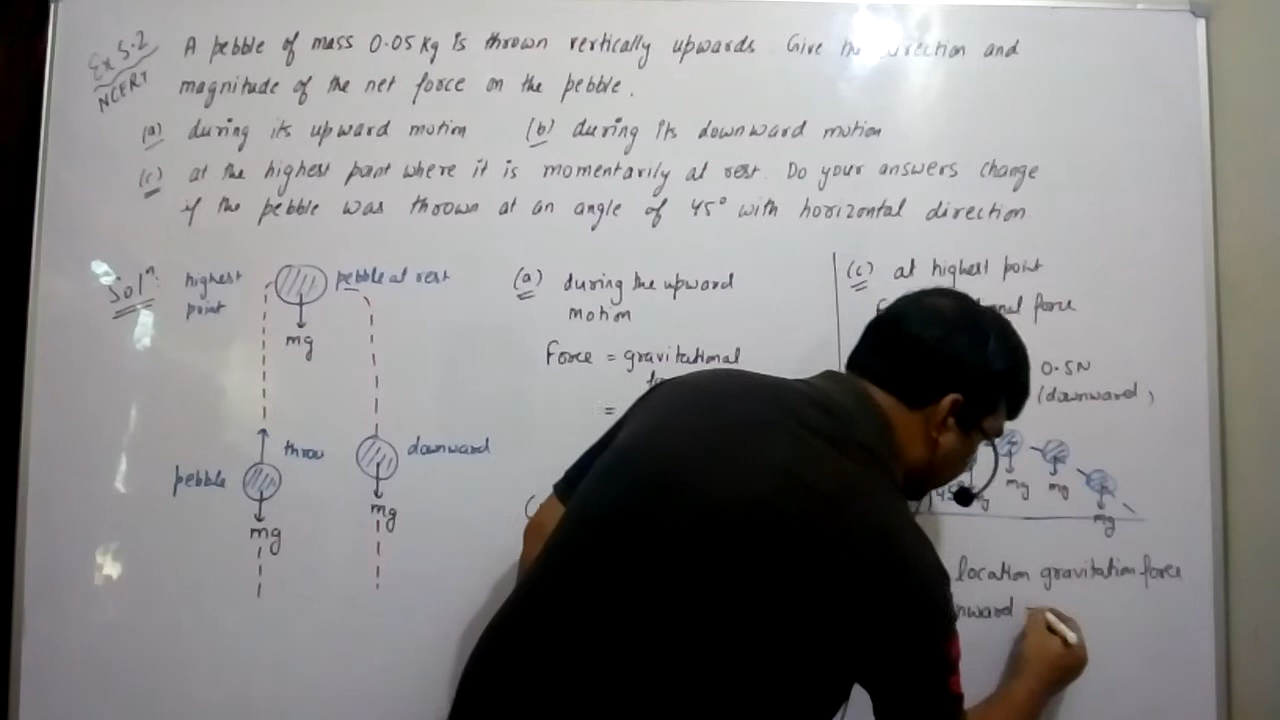 Ex 5.2
NCERT
A pebble of mass 0.05 Kg is thrown vertically upwards. Give the direction and
magnitude of the net force on the pebble.
(a) during its upward motion (b) during its downward motion
(c) at the highest point where it is momentarily at rest. Do your answers change
if the pebble was thrown at an angle of 45° with horizontal direction
Solⁿ
highest
point
pebble at rest
mg
throw
pebble
mg
downward
mg
(a) during the upward
motion
Force = gravitational
=
(c) at highest point
force
0.5N
(downward)
45°
mg
mg
mg
location gravitation force